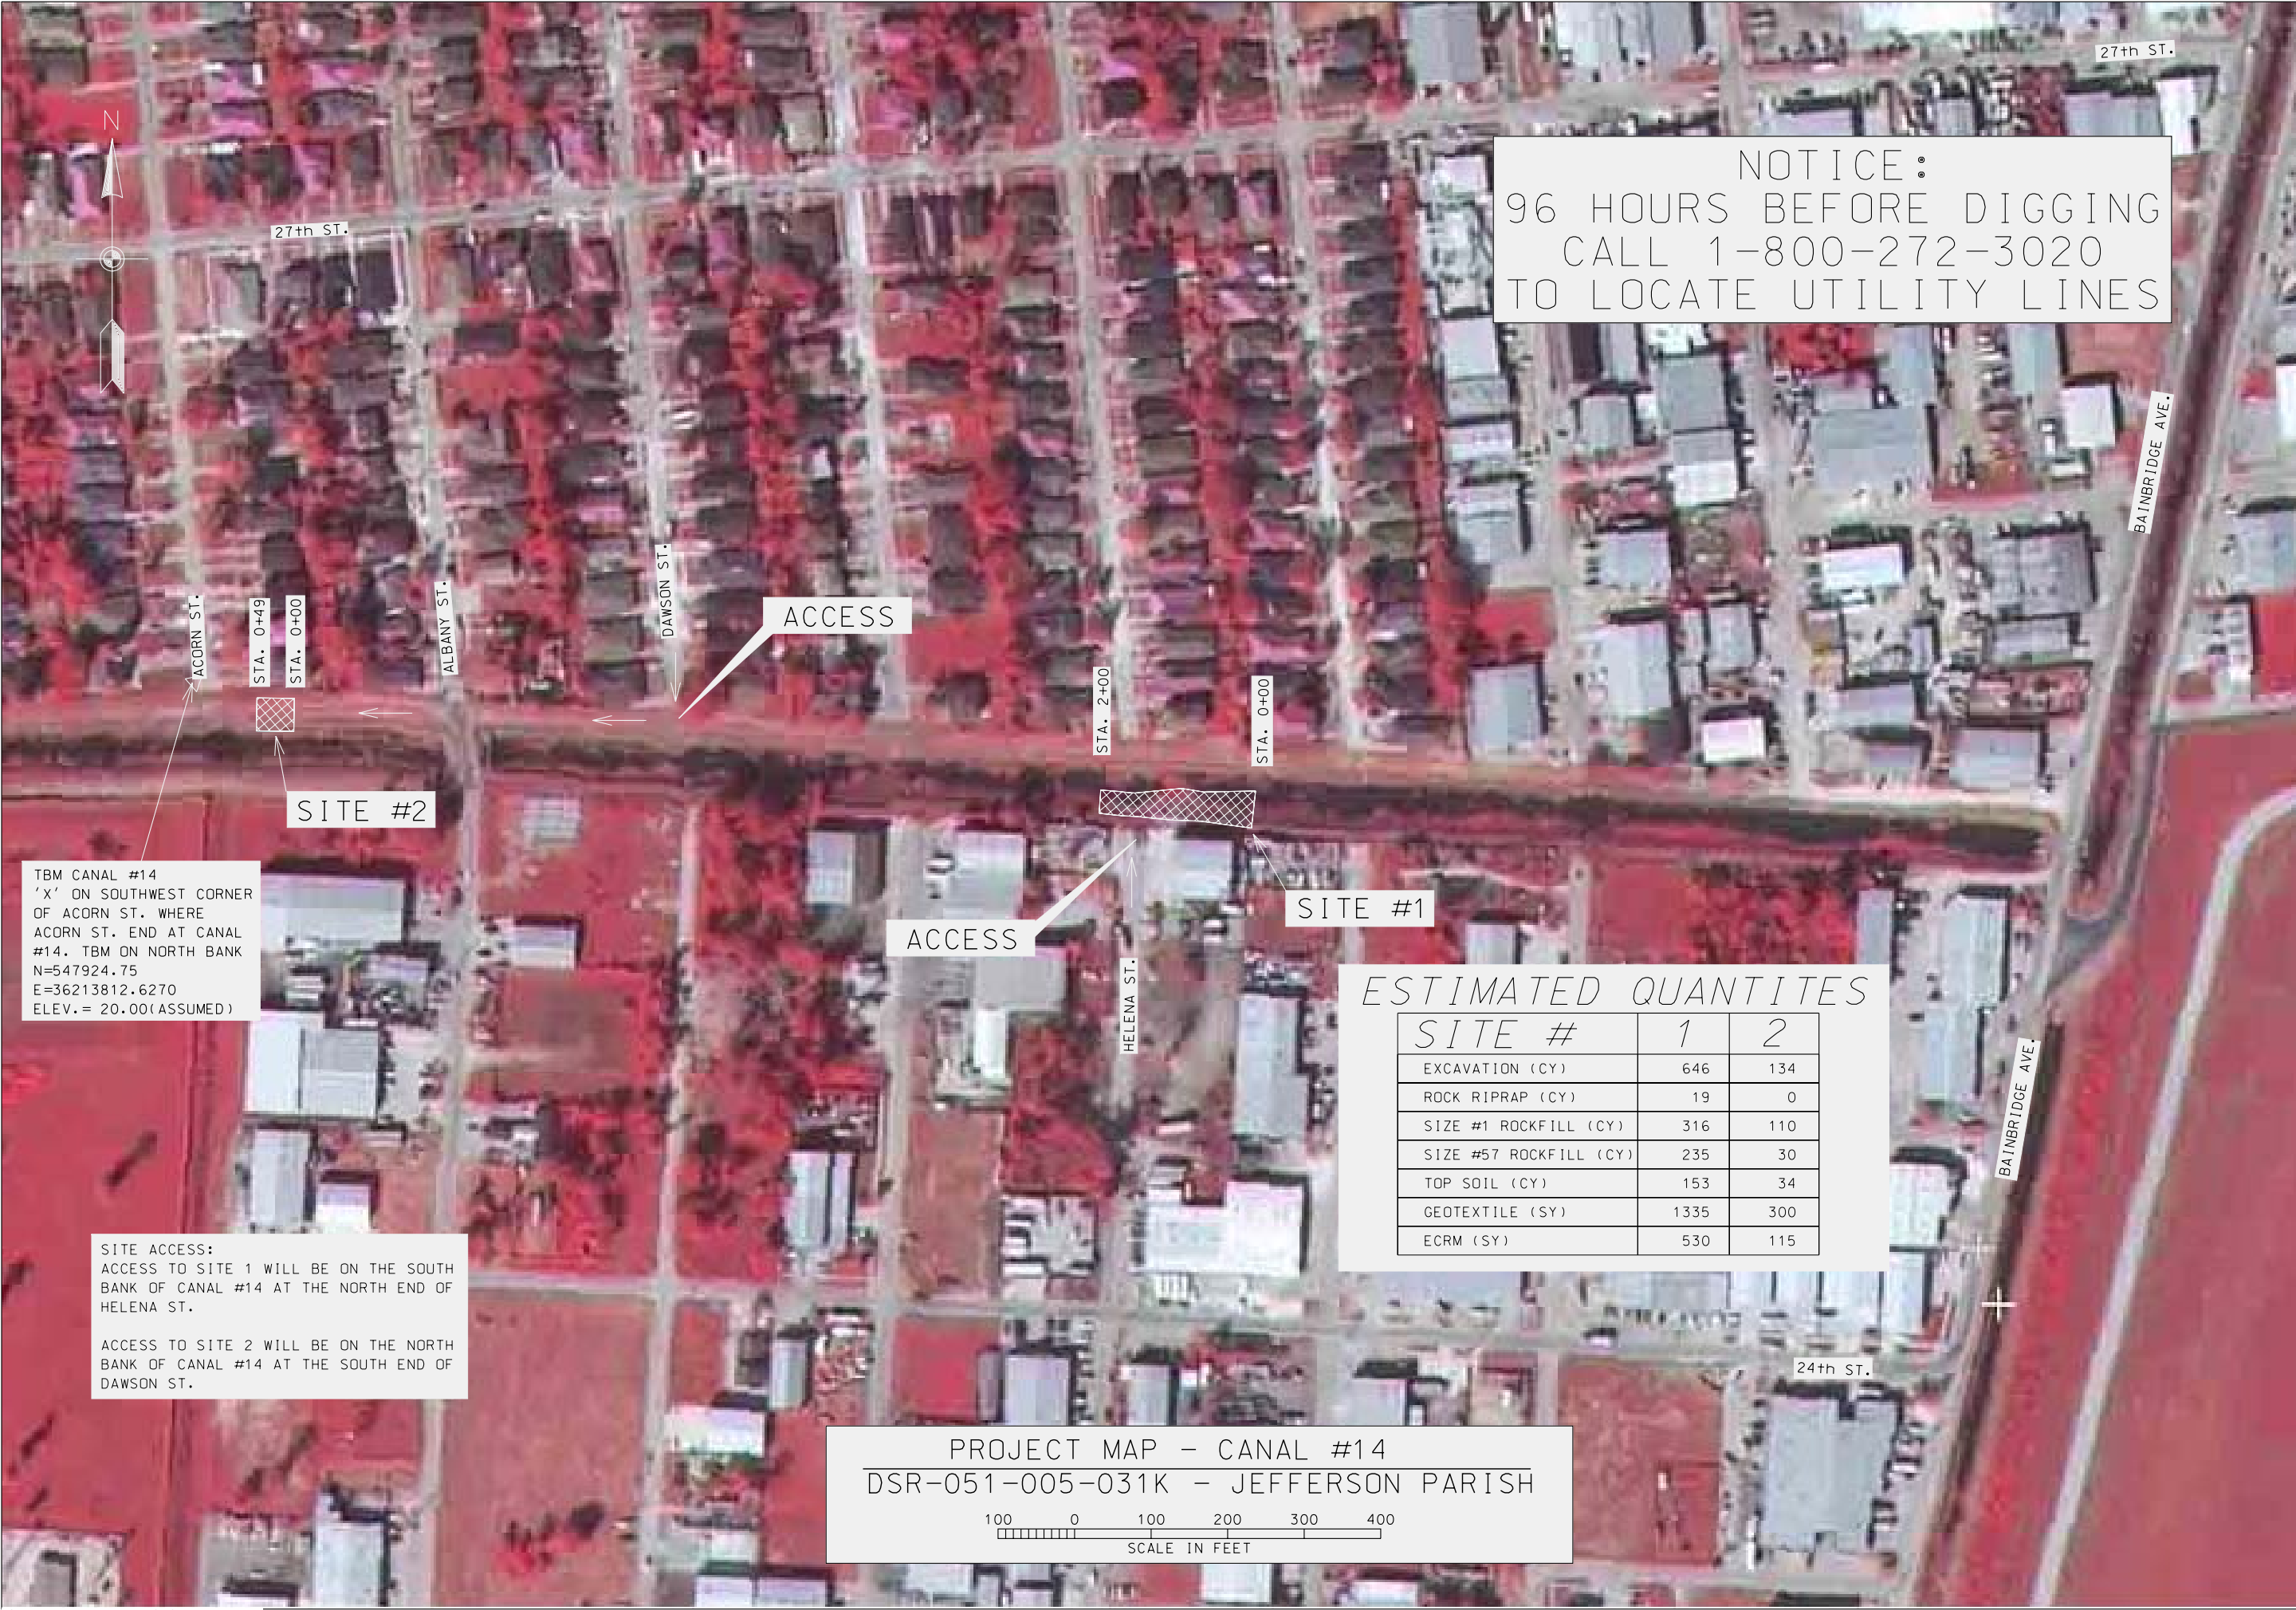 27th ST.
N
NOTICE:
96 HOURS BEFORE DIGGING
CALL 1-800-272-3020
TO LOCATE UTILITY LINES
27th ST.
BAINBRIDGE AVE.
ACORN ST.
STA. 0+49
STA. 0+00
ALBANY ST.
DAWSON ST.
ACCESS
STA. 2+00
STA. 0+00
SITE #2
TBM CANAL #14
'X' ON SOUTHWEST CORNER
OF ACORN ST. WHERE
ACORN ST. END AT CANAL
#14. TBM ON NORTH BANK
N=547924.75
E=36213812.6270
ELEV.= 20.00(ASSUMED)
SITE #1
ACCESS
HELENA ST.
ESTIMATED QUANTITES
SITE # 1 2
EXCAVATION (CY) 646 134
ROCK RIPRAP (CY) 19 0
SIZE #1 ROCKFILL (CY) 316 110
SIZE #57 ROCKFILL (CY) 235 30
TOP SOIL (CY) 153 34
GEOTEXTILE (SY) 1335 300
ECRM (SY) 530 115
BAINBRIDGE AVE.
SITE ACCESS:
ACCESS TO SITE 1 WILL BE ON THE SOUTH
BANK OF CANAL #14 AT THE NORTH END OF
HELENA ST.
ACCESS TO SITE 2 WILL BE ON THE NORTH
BANK OF CANAL #14 AT THE SOUTH END OF
DAWSON ST.
24th ST.
PROJECT MAP - CANAL #14
DSR-051-005-031K - JEFFERSON PARISH
100 0 100 200 300 400
SCALE IN FEET